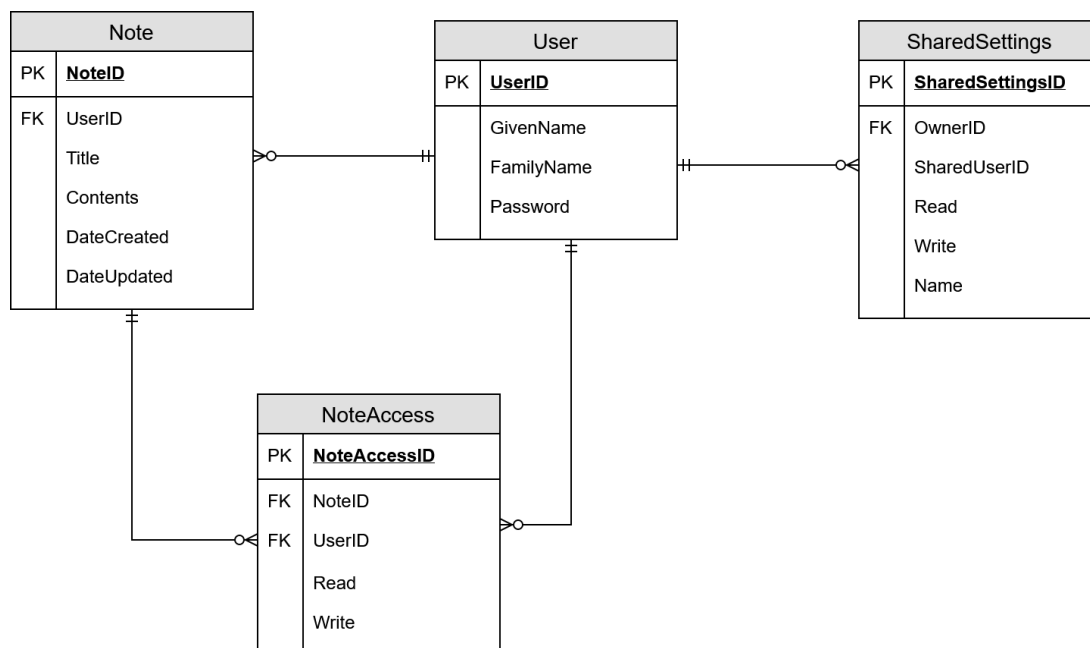 Note
PK NoteID
FK UserID
Title
Contents
DateCreated
DateUpdated
User
PK UserID
GivenName
FamilyName
Password
SharedSettings
PK SharedSettingsID
FK OwnerID
SharedUserID
Read
Write
Name
NoteAccess
PK NoteAccessID
FK NoteID
FK UserID
Read
Write